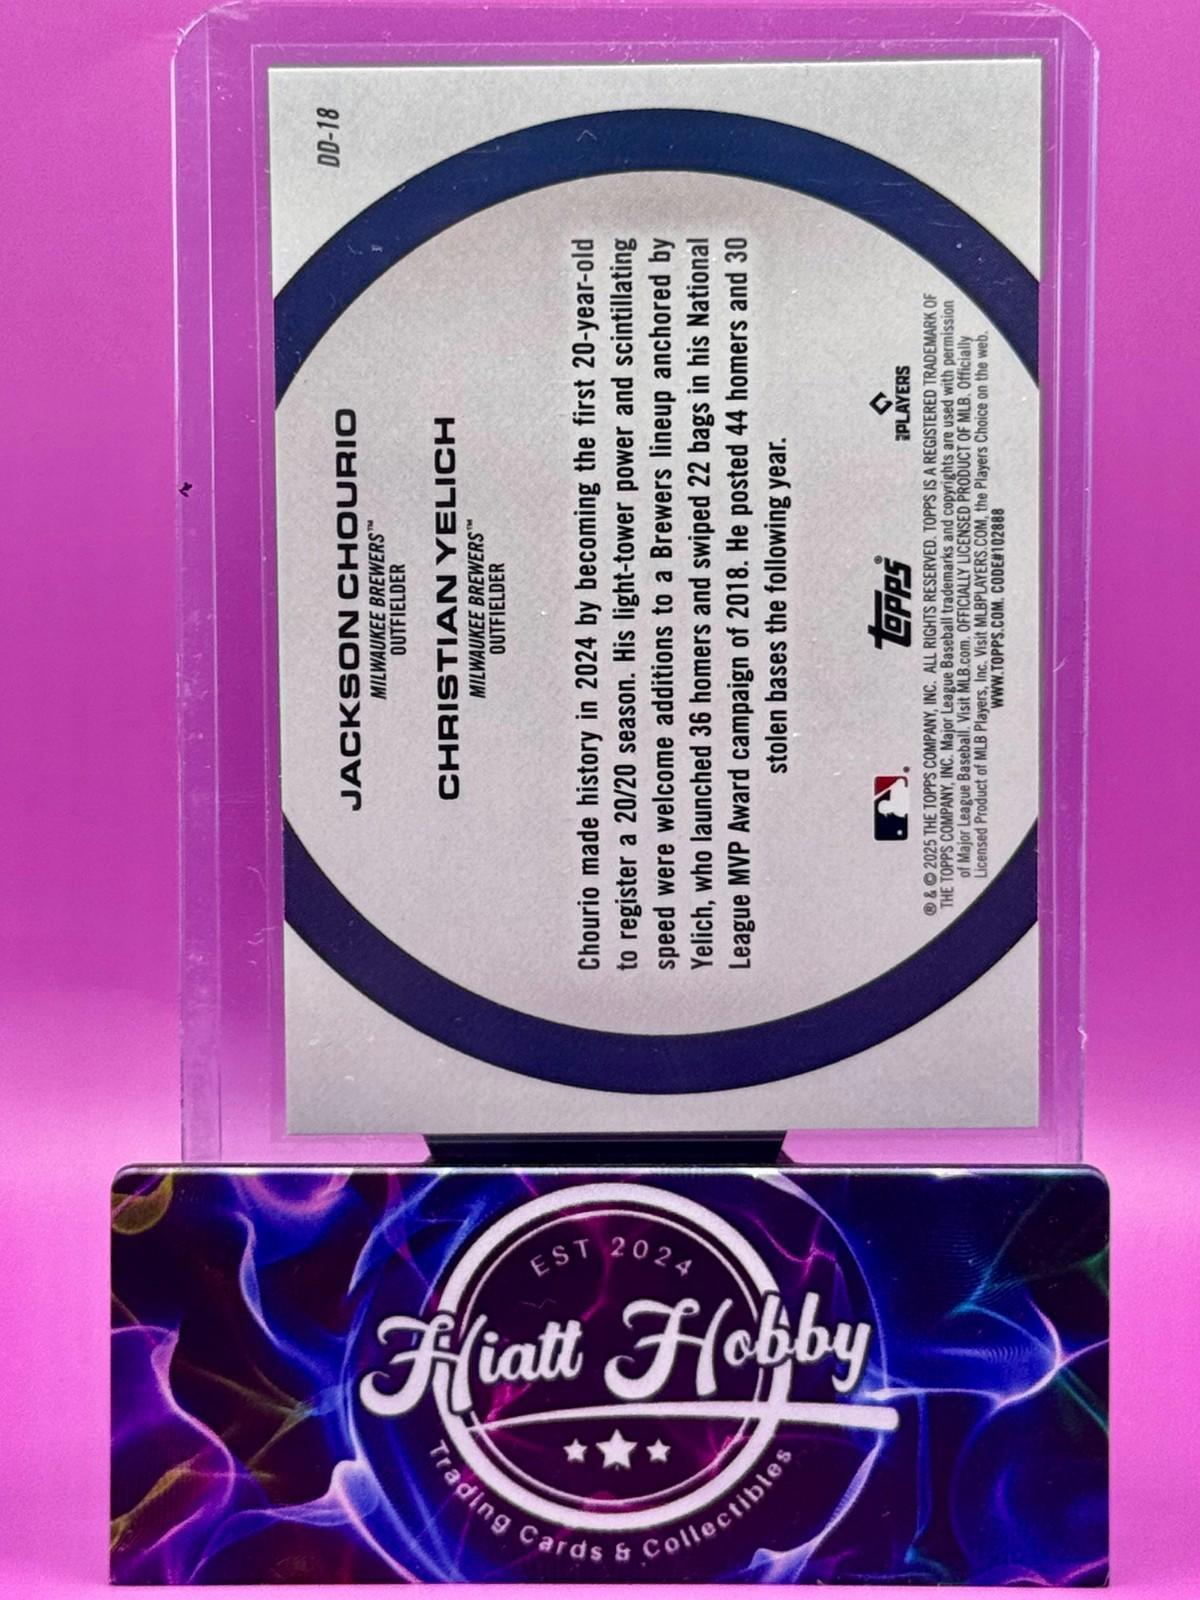 DD-18
JACKSON CHOURIO
MILWAUKEE BREWERS™
OUTFIELDER
CHRISTIAN YELICH
MILWAUKEE BREWERS™
OUTFIELDER
Chourio made history in 2024 by becoming the first 20-year-old
to register a 20/20 season. His light-tower power and scintillating
speed were welcome additions to a Brewers lineup anchored by
Yelich, who launched 36 homers and swiped 22 bags in his National
League MVP Award campaign of 2018. He posted 44 homers and 30
stolen bases the following year.
topps®
MLB PLAYERS
® & © 2025 THE TOPPS COMPANY, INC. ALL RIGHTS RESERVED. TOPPS IS A REGISTERED TRADEMARK OF
THE TOPPS COMPANY, INC. Major League Baseball trademarks and copyrights are used with permission
of Major League Baseball. Visit MLB.com. OFFICIALLY LICENSED PRODUCT OF MLB. Officially
Licensed Product of MLB Players, Inc. Visit MLBPLAYERS.COM, the Players Choice on the web.
WWW.TOPPS.COM. CODE#102888
EST 2024
Hiatt Hobby
Trading Cards & Collectibles